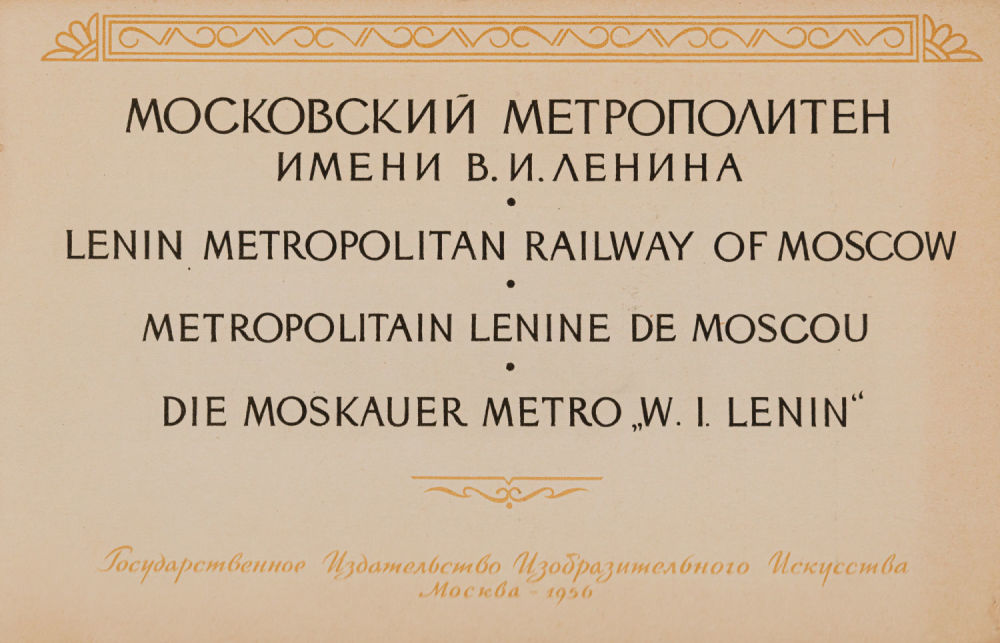 МОСКОВСКИЙ МЕТРОПОЛИТЕН
ИМЕНИ В. И. ЛЕНИНА
•
LENIN METROPOLITAN RAILWAY OF MOSCOW
•
METROPOLITAIN LENINE DE MOSCOU
•
DIE MOSKAUER METRO „W. I. LENIN“
Государственное Издательство Изобразительного Искусства
Москва - 1956